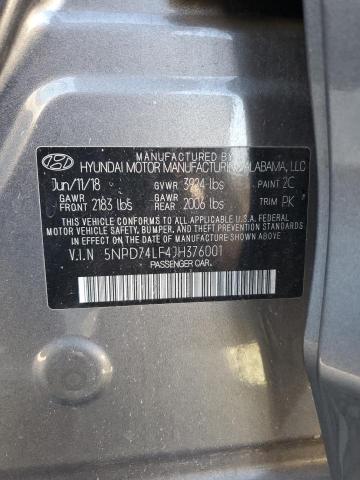 MANUFACTURED BY
HYUNDAI MOTOR MANUFACTURING ALABAMA, LLC
Jun/11/18 GVWR 3924 lbs PAINT 2C
GAWR FRONT 2183 lbs GAWR REAR 2006 lbs TRIM PK
THIS VEHICLE CONFORMS TO ALL APPLICABLE U.S. FEDERAL
MOTOR VEHICLE SAFETY, BUMPER, AND THEFT PREVENTION
STANDARDS IN EFFECT ON THE DATE OF MANUFACTURE SHOWN ABOVE.
V.I.N 5NPD74LF4JH376001
PASSENGER CAR